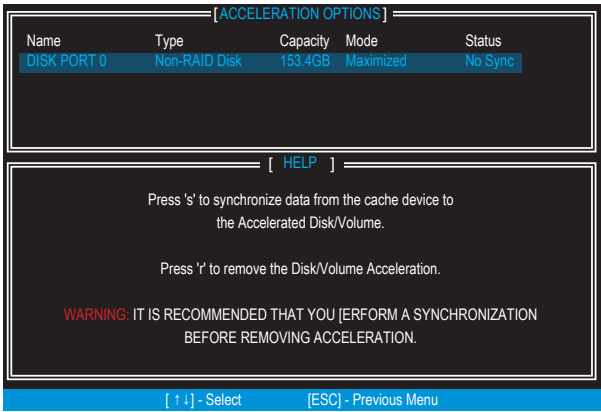 [ACCELERATION OPTIONS]
Name Type Capacity Mode Status
DISK PORT 0 Non-RAID Disk 153.4GB Maximized No Sync
[ HELP ]
Press 's' to synchronize data from the cache device to
the Accelerated Disk/Volume.
Press 'r' to remove the Disk/Volume Acceleration.
WARNING: IT IS RECOMMENDED THAT YOU [ERFORM A SYNCHRONIZATION
BEFORE REMOVING ACCELERATION.
[ ↑↓] - Select [ESC] - Previous Menu